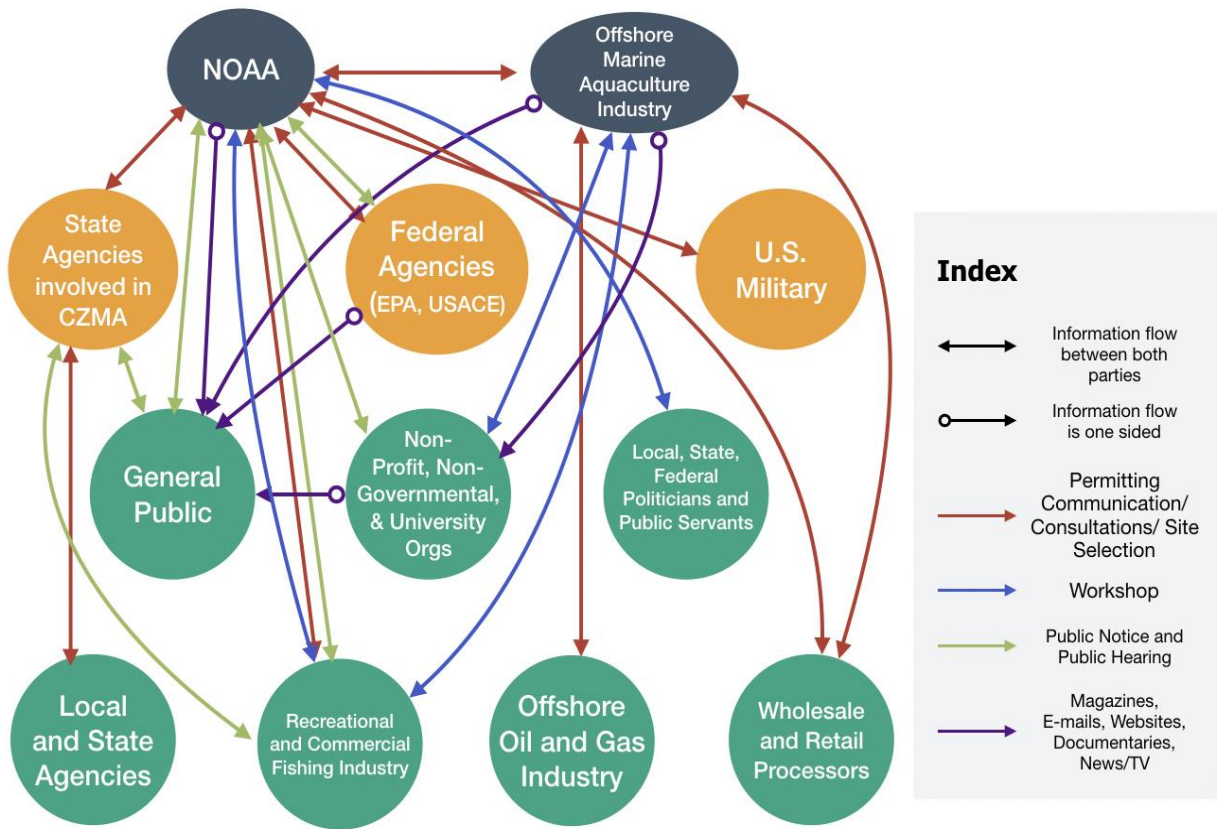 NOAA
Offshore
Marine
Aquaculture
Industry
State
Agencies
involved in
CZMA
Federal
Agencies
(EPA, USACE)
U.S.
Military
General
Public
Non-
Profit, Non-
Governmental,
& University
Orgs
Local, State,
Federal
Politicians and
Public Servants
Local
and State
Agencies
Recreational
and Commercial
Fishing Industry
Offshore
Oil and Gas
Industry
Wholesale
and Retail
Processors
Index
Information flow
between both
parties
Information flow
is one sided
Permitting
Communication/
Consultations/ Site
Selection
Workshop
Public Notice and
Public Hearing
Magazines,
E-mails, Websites,
Documentaries,
News/TV